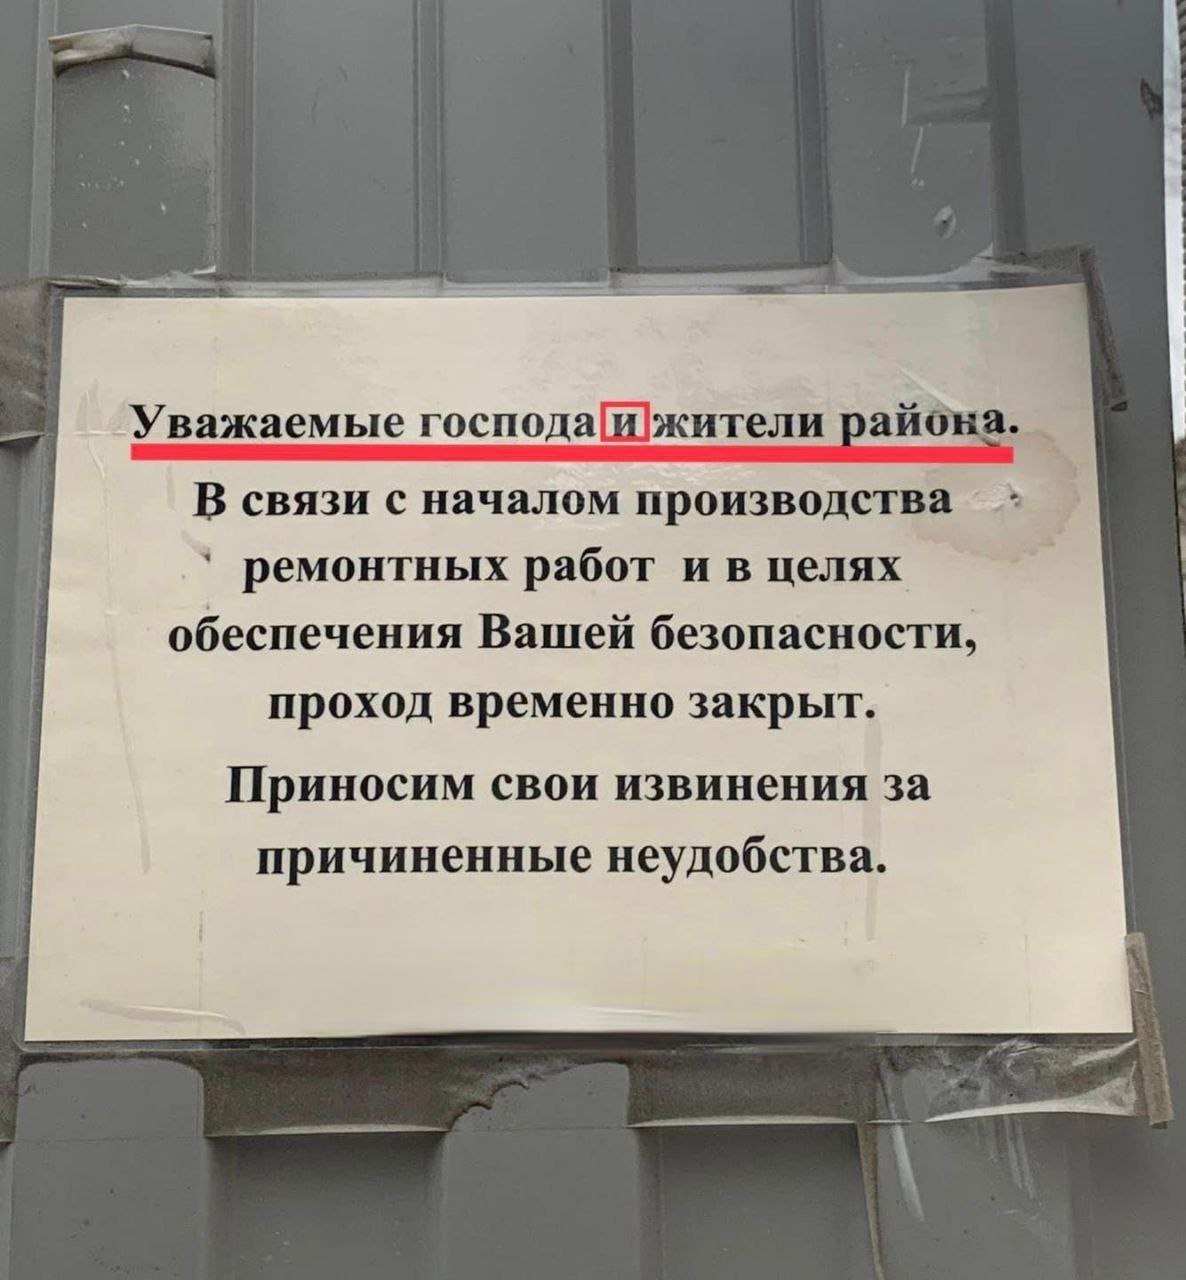 Уважаемые господа и жители района.
В связи с началом производства
ремонтных работ и в целях
обеспечения Вашей безопасности,
проход временно закрыт.
Приносим свои извинения за
причиненные неудобства.